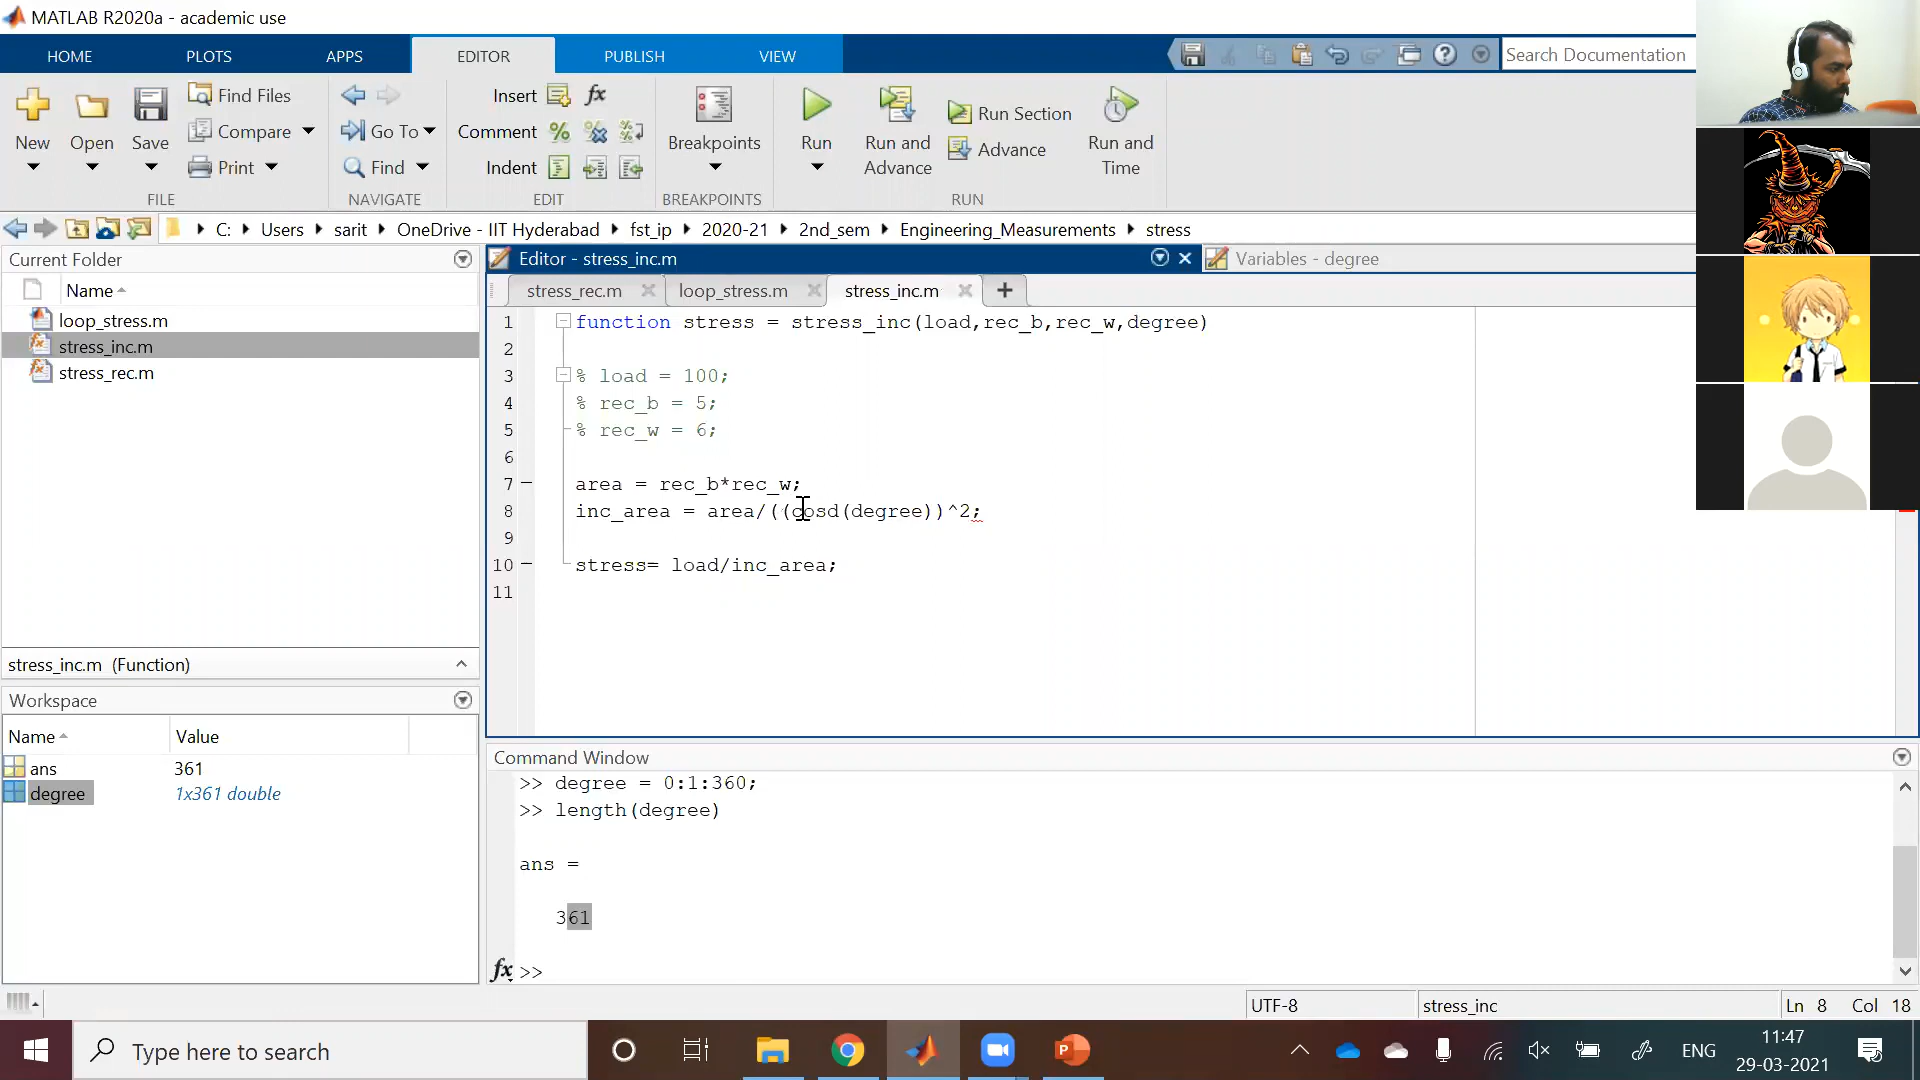 MATLAB R2020a - academic use
HOME PLOTS APPS EDITOR PUBLISH VIEW
Search Documentation
New
Open
Save
Find Files
Compare
Print
FILE
Go To
Find
NAVIGATE
Insert
fx
Comment
Indent
EDIT
Breakpoints
BREAKPOINTS
Run
Run and
Advance
Run Section
Advance
Run and
Time
RUN
C: Users sarit OneDrive - IIT Hyderabad fst_ip 2020-21 2nd_sem Engineering_Measurements stress
Current Folder
Name
loop_stress.m
stress_inc.m
stress_rec.m
stress_inc.m (Function)
Workspace
Name Value
ans 361
degree 1x361 double
Editor - stress_inc.m
Variables - degree
stress_rec.m loop_stress.m stress_inc.m
1 function stress = stress_inc(load,rec_b,rec_w,degree)
2
3 % load = 100;
4 % rec_b = 5;
5 % rec_w = 6;
6
7 area = rec_b*rec_w;
8 inc_area = area/((cosd(degree))^2;
9
10 stress= load/inc_area;
11
Command Window
>> degree = 0:1:360;
>> length(degree)
ans =
361
fx >>
UTF-8 stress_inc Ln 8 Col 18
Type here to search
ENG
11:47
29-03-2021